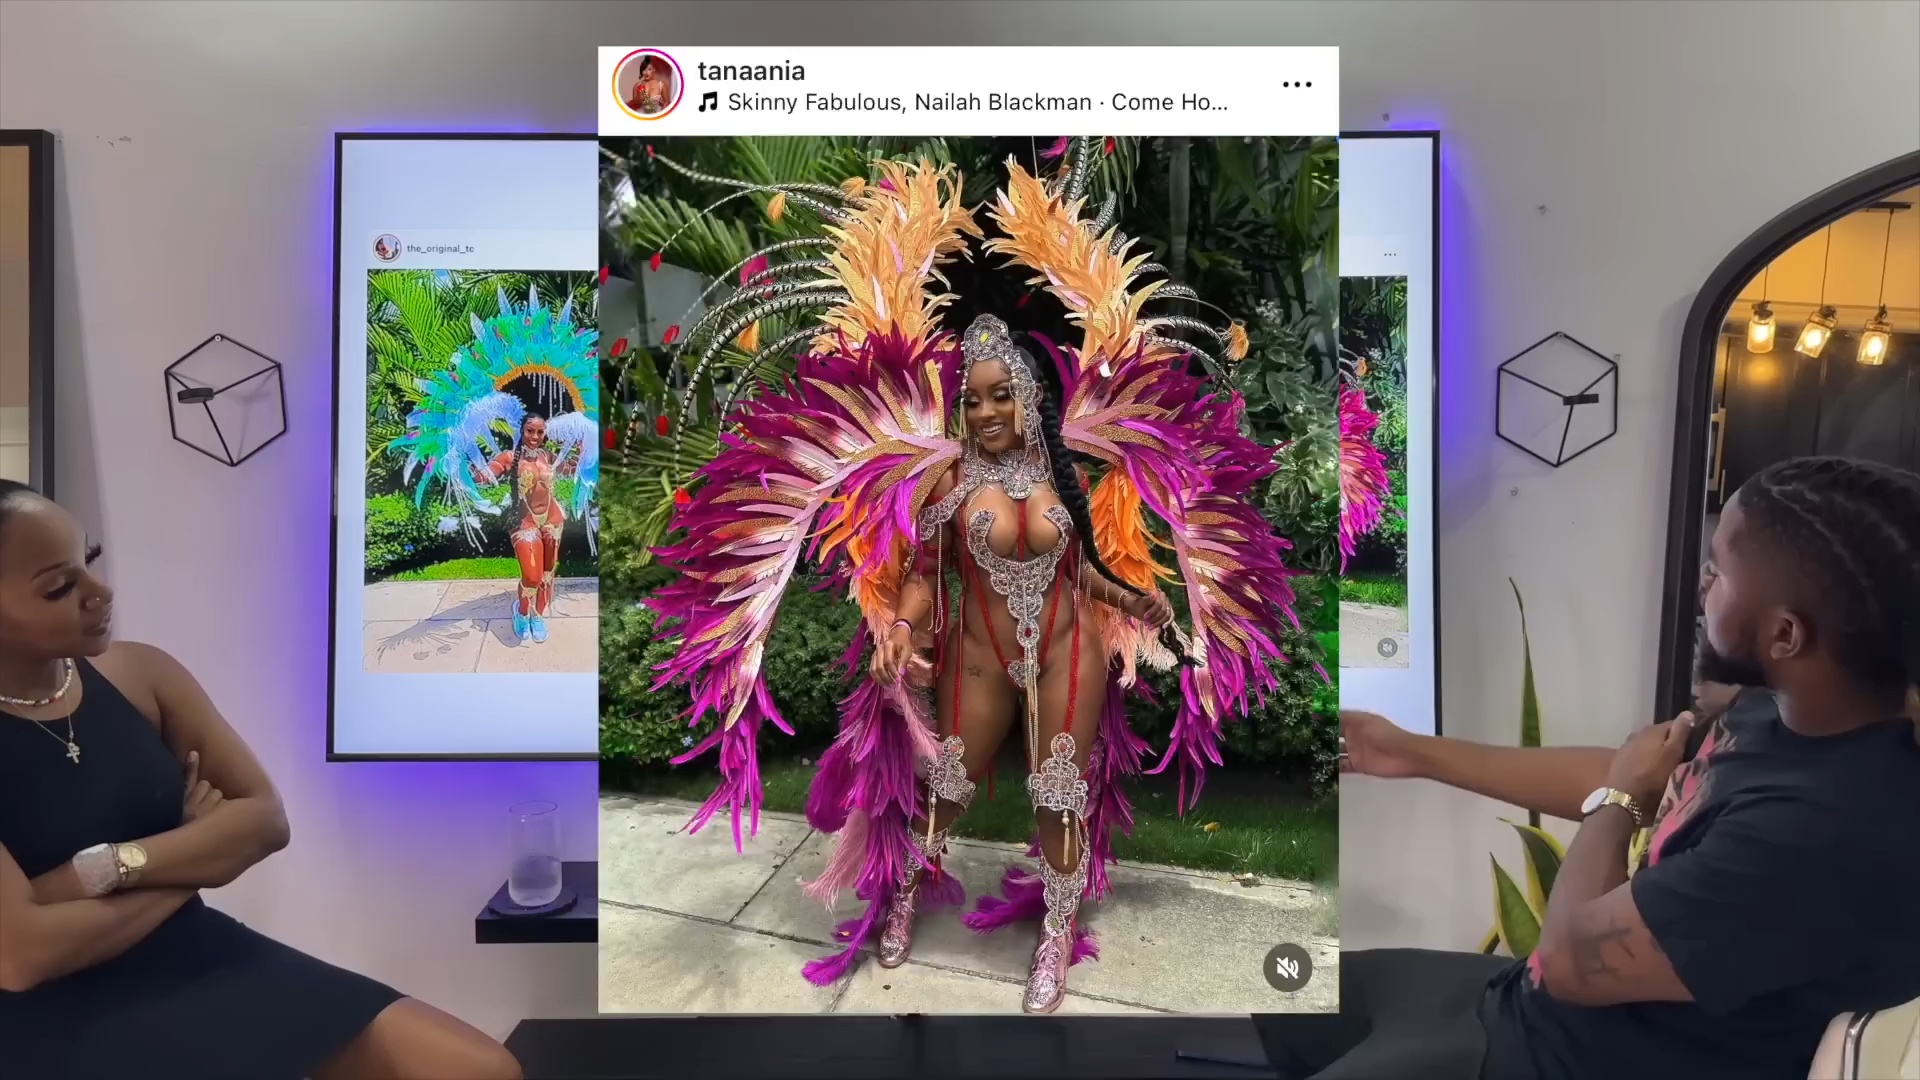 tanaania
Skinny Fabulous, Nailah Blackman · Come Ho...
the_original_tc